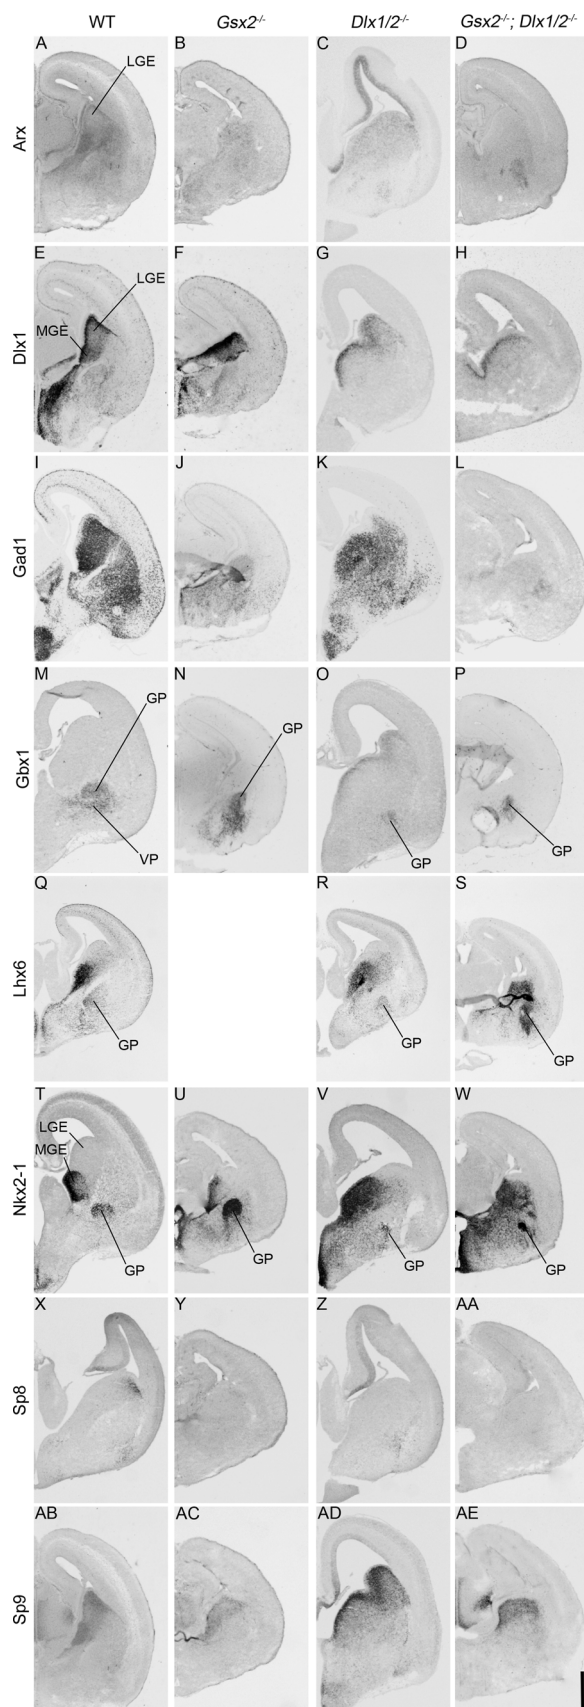 WT Gsx2-/- Dlx1/2-/- Gsx2-/-; Dlx1/2-/-
Arx
A B C D
LGE
Dlx1
E F G H
LGE
MGE
Gad1
I J K L
Gbx1
M N O P
GP
GP
VP
GP
GP
Lhx6
Q R S
GP
GP
GP
Nkx2-1
T U V W
LGE
MGE
GP
GP
GP
GP
Sp8
X Y Z AA
Sp9
AB AC AD AE